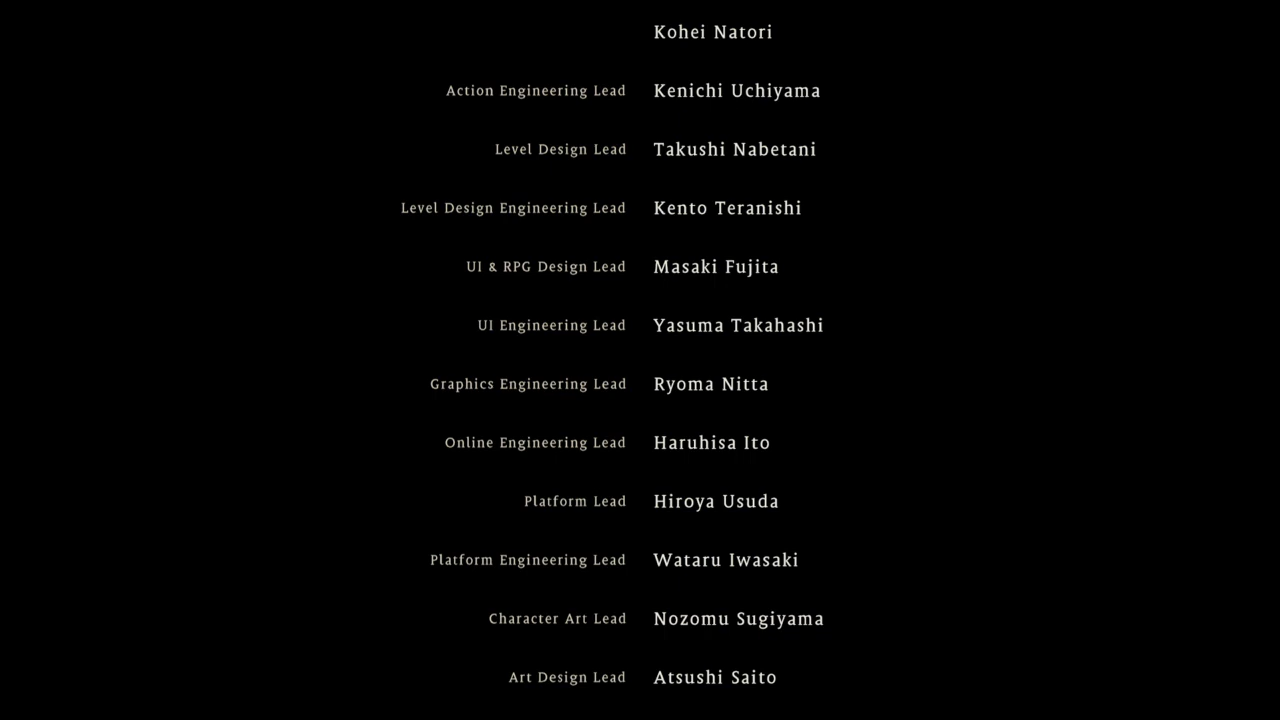 Kohei Natori
Action Engineering Lead Kenichi Uchiyama
Level Design Lead Takushi Nabetani
Level Design Engineering Lead Kento Teranishi
UI & RPG Design Lead Masaki Fujita
UI Engineering Lead Yasuma Takahashi
Graphics Engineering Lead Ryoma Nitta
Online Engineering Lead Haruhisa Ito
Platform Lead Hiroya Usuda
Platform Engineering Lead Wataru Iwasaki
Character Art Lead Nozomu Sugiyama
Art Design Lead Atsushi Saito